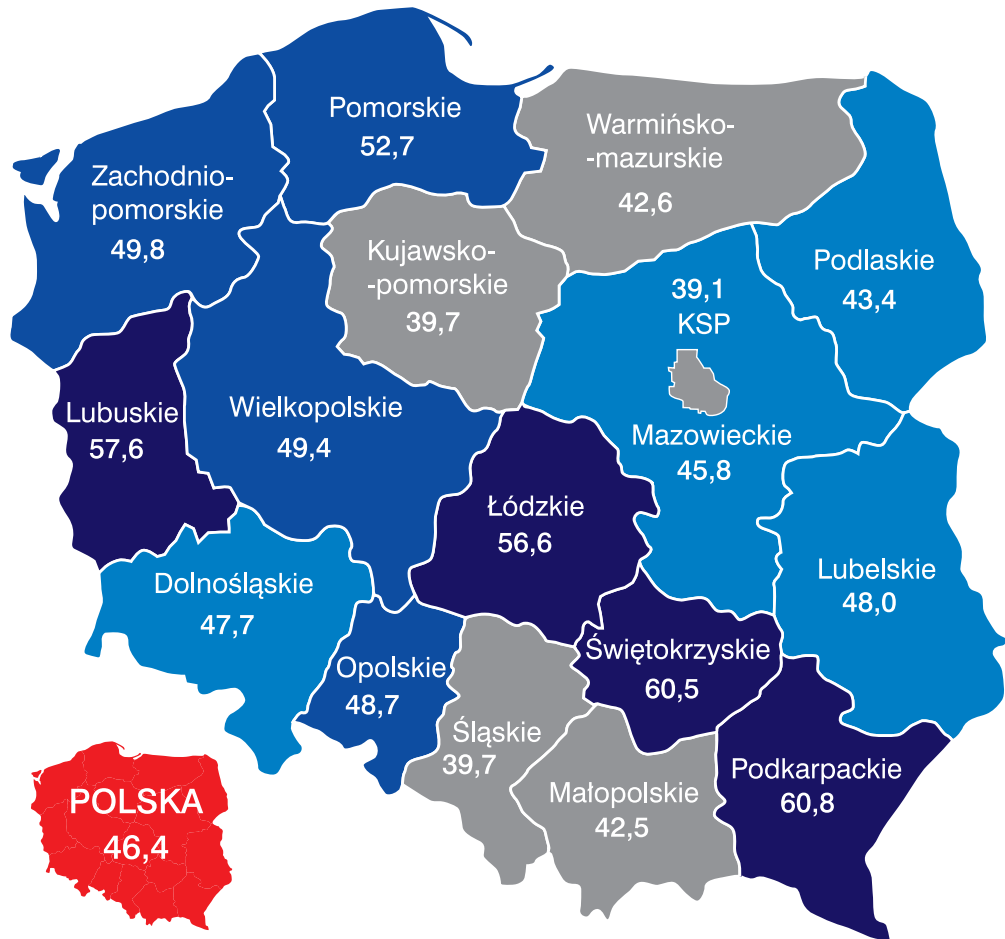 Pomorskie
52,7
Warmińsko-
-mazurskie
42,6
Zachodnio-
pomorskie
49,8
Kujawsko-
-pomorskie
39,7
Podlaskie
43,4
39,1
KSP
Lubuskie
57,6
Wielkopolskie
49,4
Mazowieckie
45,8
Łódzkie
56,6
Dolnośląskie
47,7
Lubelskie
48,0
Opolskie
48,7
Świętokrzyskie
60,5
Śląskie
39,7
Małopolskie
42,5
Podkarpackie
60,8
POLSKA
46,4